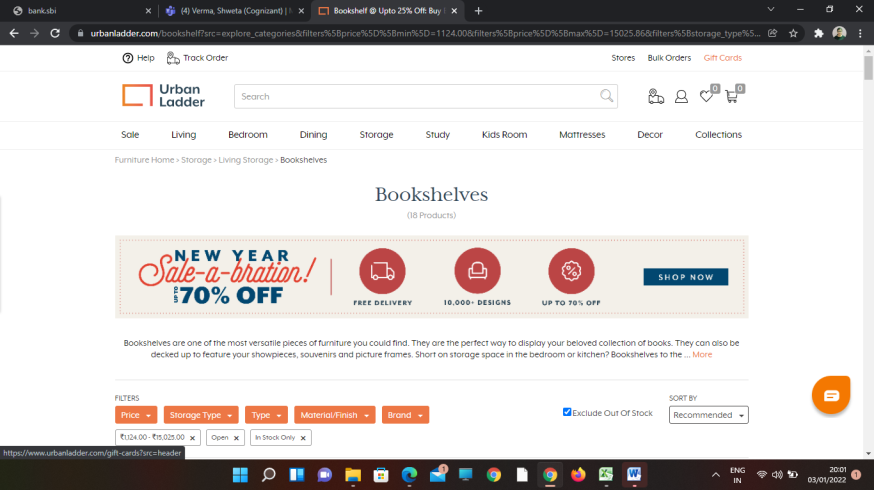 bank.sbi
(4) Verma, Shweta (Cognizant) |
Bookshelf @ Upto 25% Off: Buy
urbanladder.com/bookshelf?src=explore_categories&filters%5Bprice%5D%5Bmin%5D=1124.00&filters%5Bprice%5D%5Bmax%5D=15025.86&filters%5Bstorage_type%5...
Help
Track Order
Stores
Bulk Orders
Gift Cards
Urban
Ladder
Search
0
0
Sale
Living
Bedroom
Dining
Storage
Study
Kids Room
Mattresses
Decor
Collections
Furniture Home > Storage > Living Storage > Bookshelves
Bookshelves
(18 Products)
NEW YEAR
Sale-a-bration!
UP TO 70% OFF
FREE DELIVERY
10,000+ DESIGNS
UP TO 70% OFF
SHOP NOW
Bookshelves are one of the most versatile pieces of furniture you could find. They are the perfect way to display your beloved collection of books. They can also be
decked up to feature your showpieces, souvenirs and picture frames. Short on storage space in the bedroom or kitchen? Bookshelves to the ... More
FILTERS
Price
Storage Type
Type
Material/Finish
Brand
Exclude Out Of Stock
SORT BY
Recommended
₹1,124.00 - ₹15,025.00 ×
Open ×
In Stock Only ×
https://www.urbanladder.com/gift-cards?src=header
1
ENG
IN
20:01
03/01/2022
1